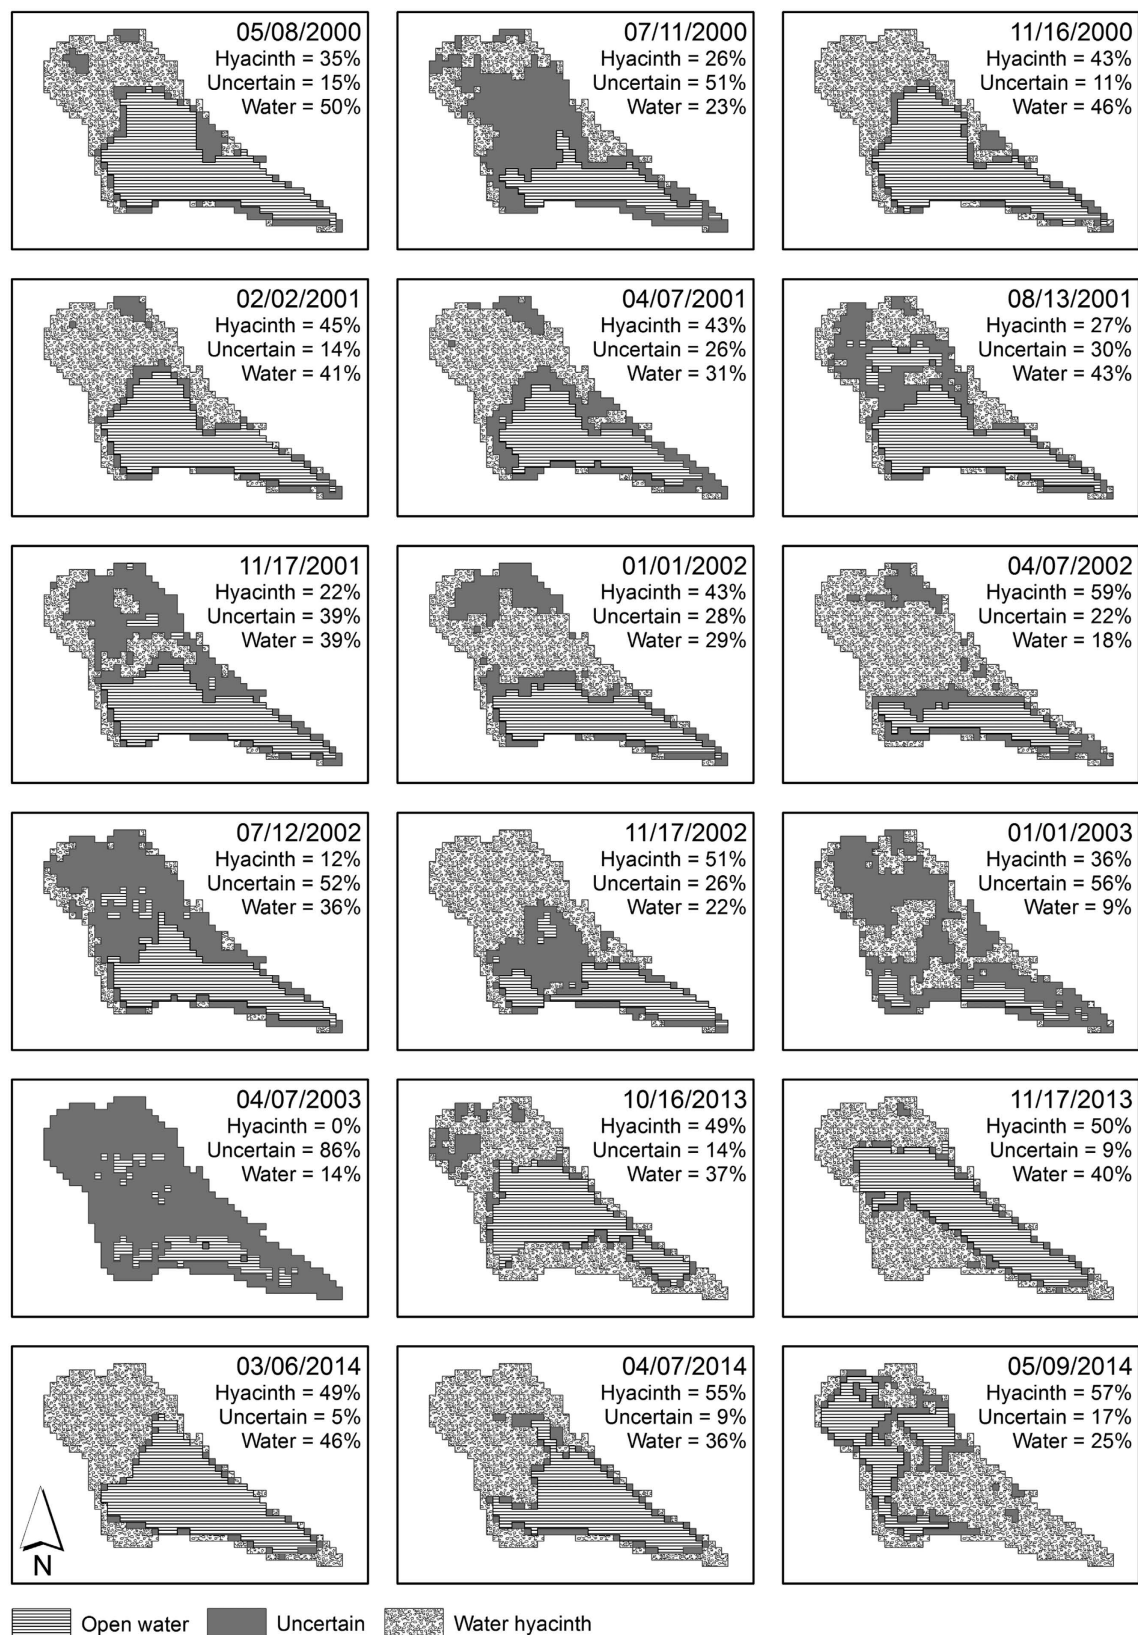 05/08/2000
Hyacinth = 35%
Uncertain = 15%
Water = 50%
07/11/2000
Hyacinth = 26%
Uncertain = 51%
Water = 23%
11/16/2000
Hyacinth = 43%
Uncertain = 11%
Water = 46%
02/02/2001
Hyacinth = 45%
Uncertain = 14%
Water = 41%
04/07/2001
Hyacinth = 43%
Uncertain = 26%
Water = 31%
08/13/2001
Hyacinth = 27%
Uncertain = 30%
Water = 43%
11/17/2001
Hyacinth = 22%
Uncertain = 39%
Water = 39%
01/01/2002
Hyacinth = 43%
Uncertain = 28%
Water = 29%
04/07/2002
Hyacinth = 59%
Uncertain = 22%
Water = 18%
07/12/2002
Hyacinth = 12%
Uncertain = 52%
Water = 36%
11/17/2002
Hyacinth = 51%
Uncertain = 26%
Water = 22%
01/01/2003
Hyacinth = 36%
Uncertain = 56%
Water = 9%
04/07/2003
Hyacinth = 0%
Uncertain = 86%
Water = 14%
10/16/2013
Hyacinth = 49%
Uncertain = 14%
Water = 37%
11/17/2013
Hyacinth = 50%
Uncertain = 9%
Water = 40%
03/06/2014
Hyacinth = 49%
Uncertain = 5%
Water = 46%
N
04/07/2014
Hyacinth = 55%
Uncertain = 9%
Water = 36%
05/09/2014
Hyacinth = 57%
Uncertain = 17%
Water = 25%
Open water
Uncertain
Water hyacinth